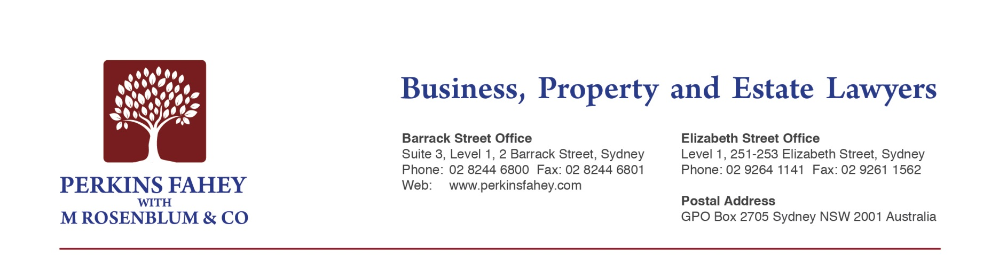 PERKINS FAHEY
WITH
M ROSENBLUM & CO
Business, Property and Estate Lawyers
Barrack Street Office
Suite 3, Level 1, 2 Barrack Street, Sydney
Phone: 02 8244 6800 Fax: 02 8244 6801
Web: www.perkinsfahey.com
Elizabeth Street Office
Level 1, 251-253 Elizabeth Street, Sydney
Phone: 02 9264 1141 Fax: 02 9261 1562
Postal Address
GPO Box 2705 Sydney NSW 2001 Australia